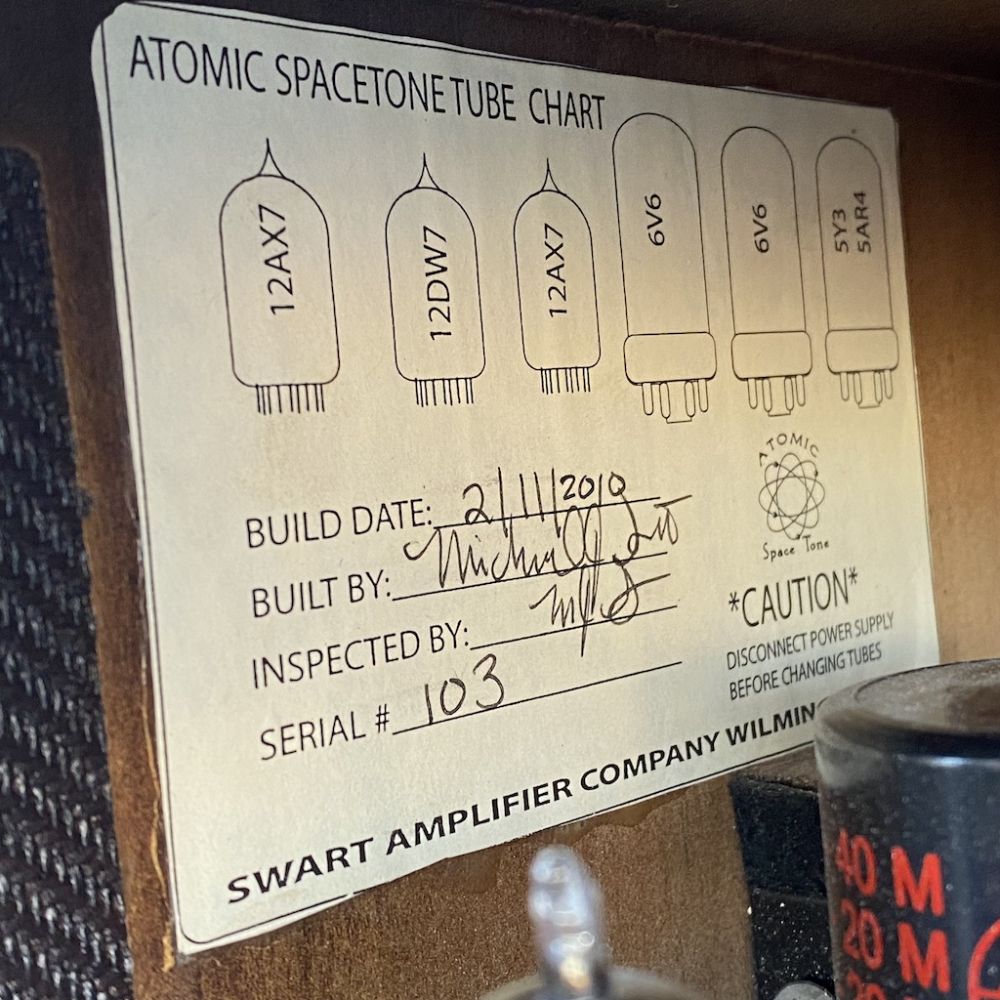 ATOMIC SPACETONE TUBE CHART
12AX7
12DW7
12AX7
6V6
6V6
5Y3
5AR4
ATOMIC
Space Tone
BUILD DATE: 2/11/2010
BUILT BY:
INSPECTED BY:
SERIAL # 103
*CAUTION*
DISCONNECT POWER SUPPLY
BEFORE CHANGING TUBES
SWART AMPLIFIER COMPANY WILMIN
40 M
20 M